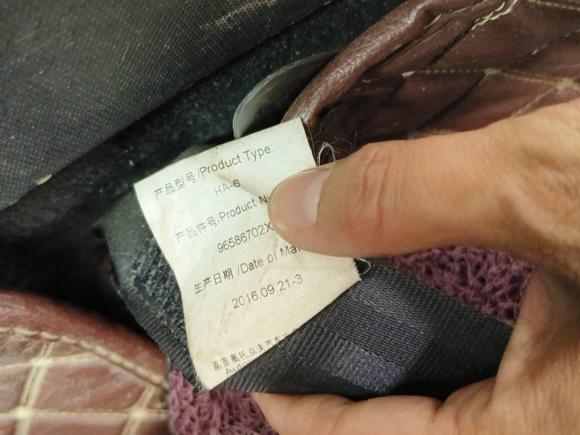 产品型号/Product Type
HA-6
产品件号/Product N
96586702X
生产日期/Date of Ma
2016.09.21-3